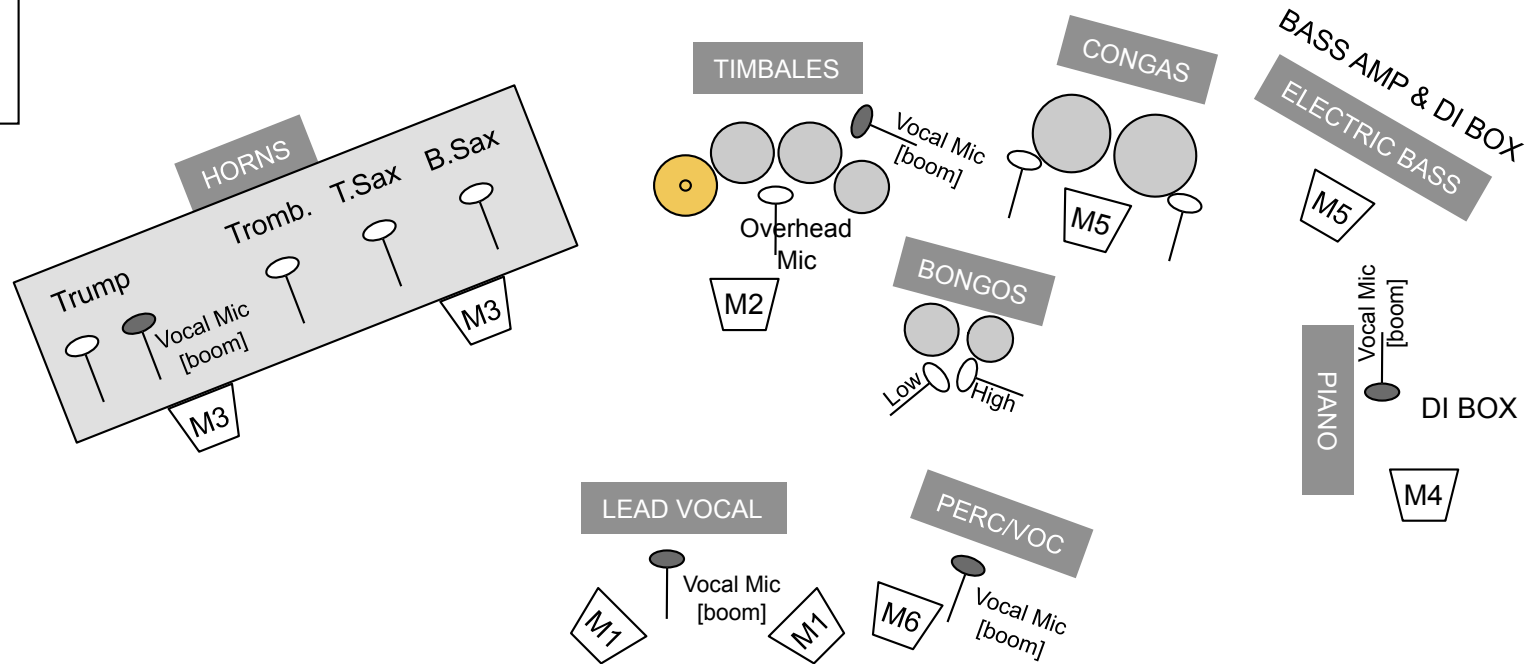 TIMBALES
CONGAS
BASS AMP & DI BOX
ELECTRIC BASS
HORNS
B.Sax
T.Sax
Tromb.
Trump
Vocal Mic
[boom]
Vocal Mic
[boom]
Overhead
Mic
M5
M5
M3
M3
M2
BONGOS
Low
High
Vocal Mic
[boom]
PIANO
DI BOX
M4
LEAD VOCAL
PERC/VOC
Vocal Mic
[boom]
M1
M1
M6
Vocal Mic
[boom]